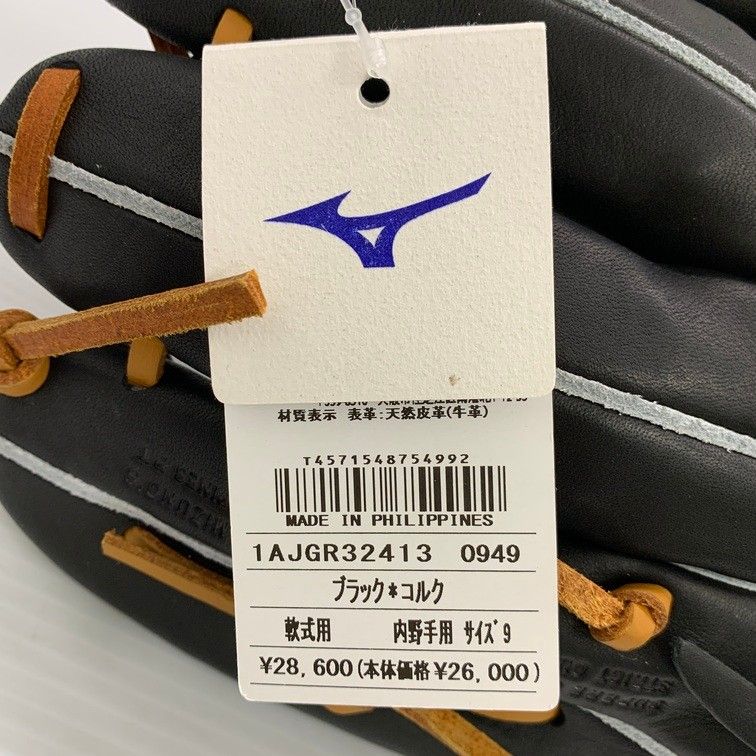 材質表示 表革:天然皮革(牛革)
T4571548754992
MADE IN PHILIPPINES
1AJGR32413 0949
ブラック*コルク
軟式用 内野手用 サイズ9
¥28,600(本体価格¥26,000)